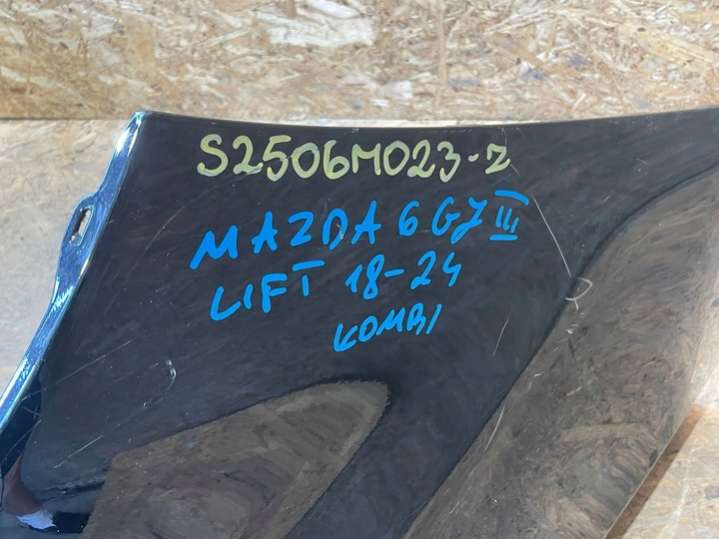 S2506M023-Z
MAZDA 6 GJ III
LIFT 18-24
KOMBI